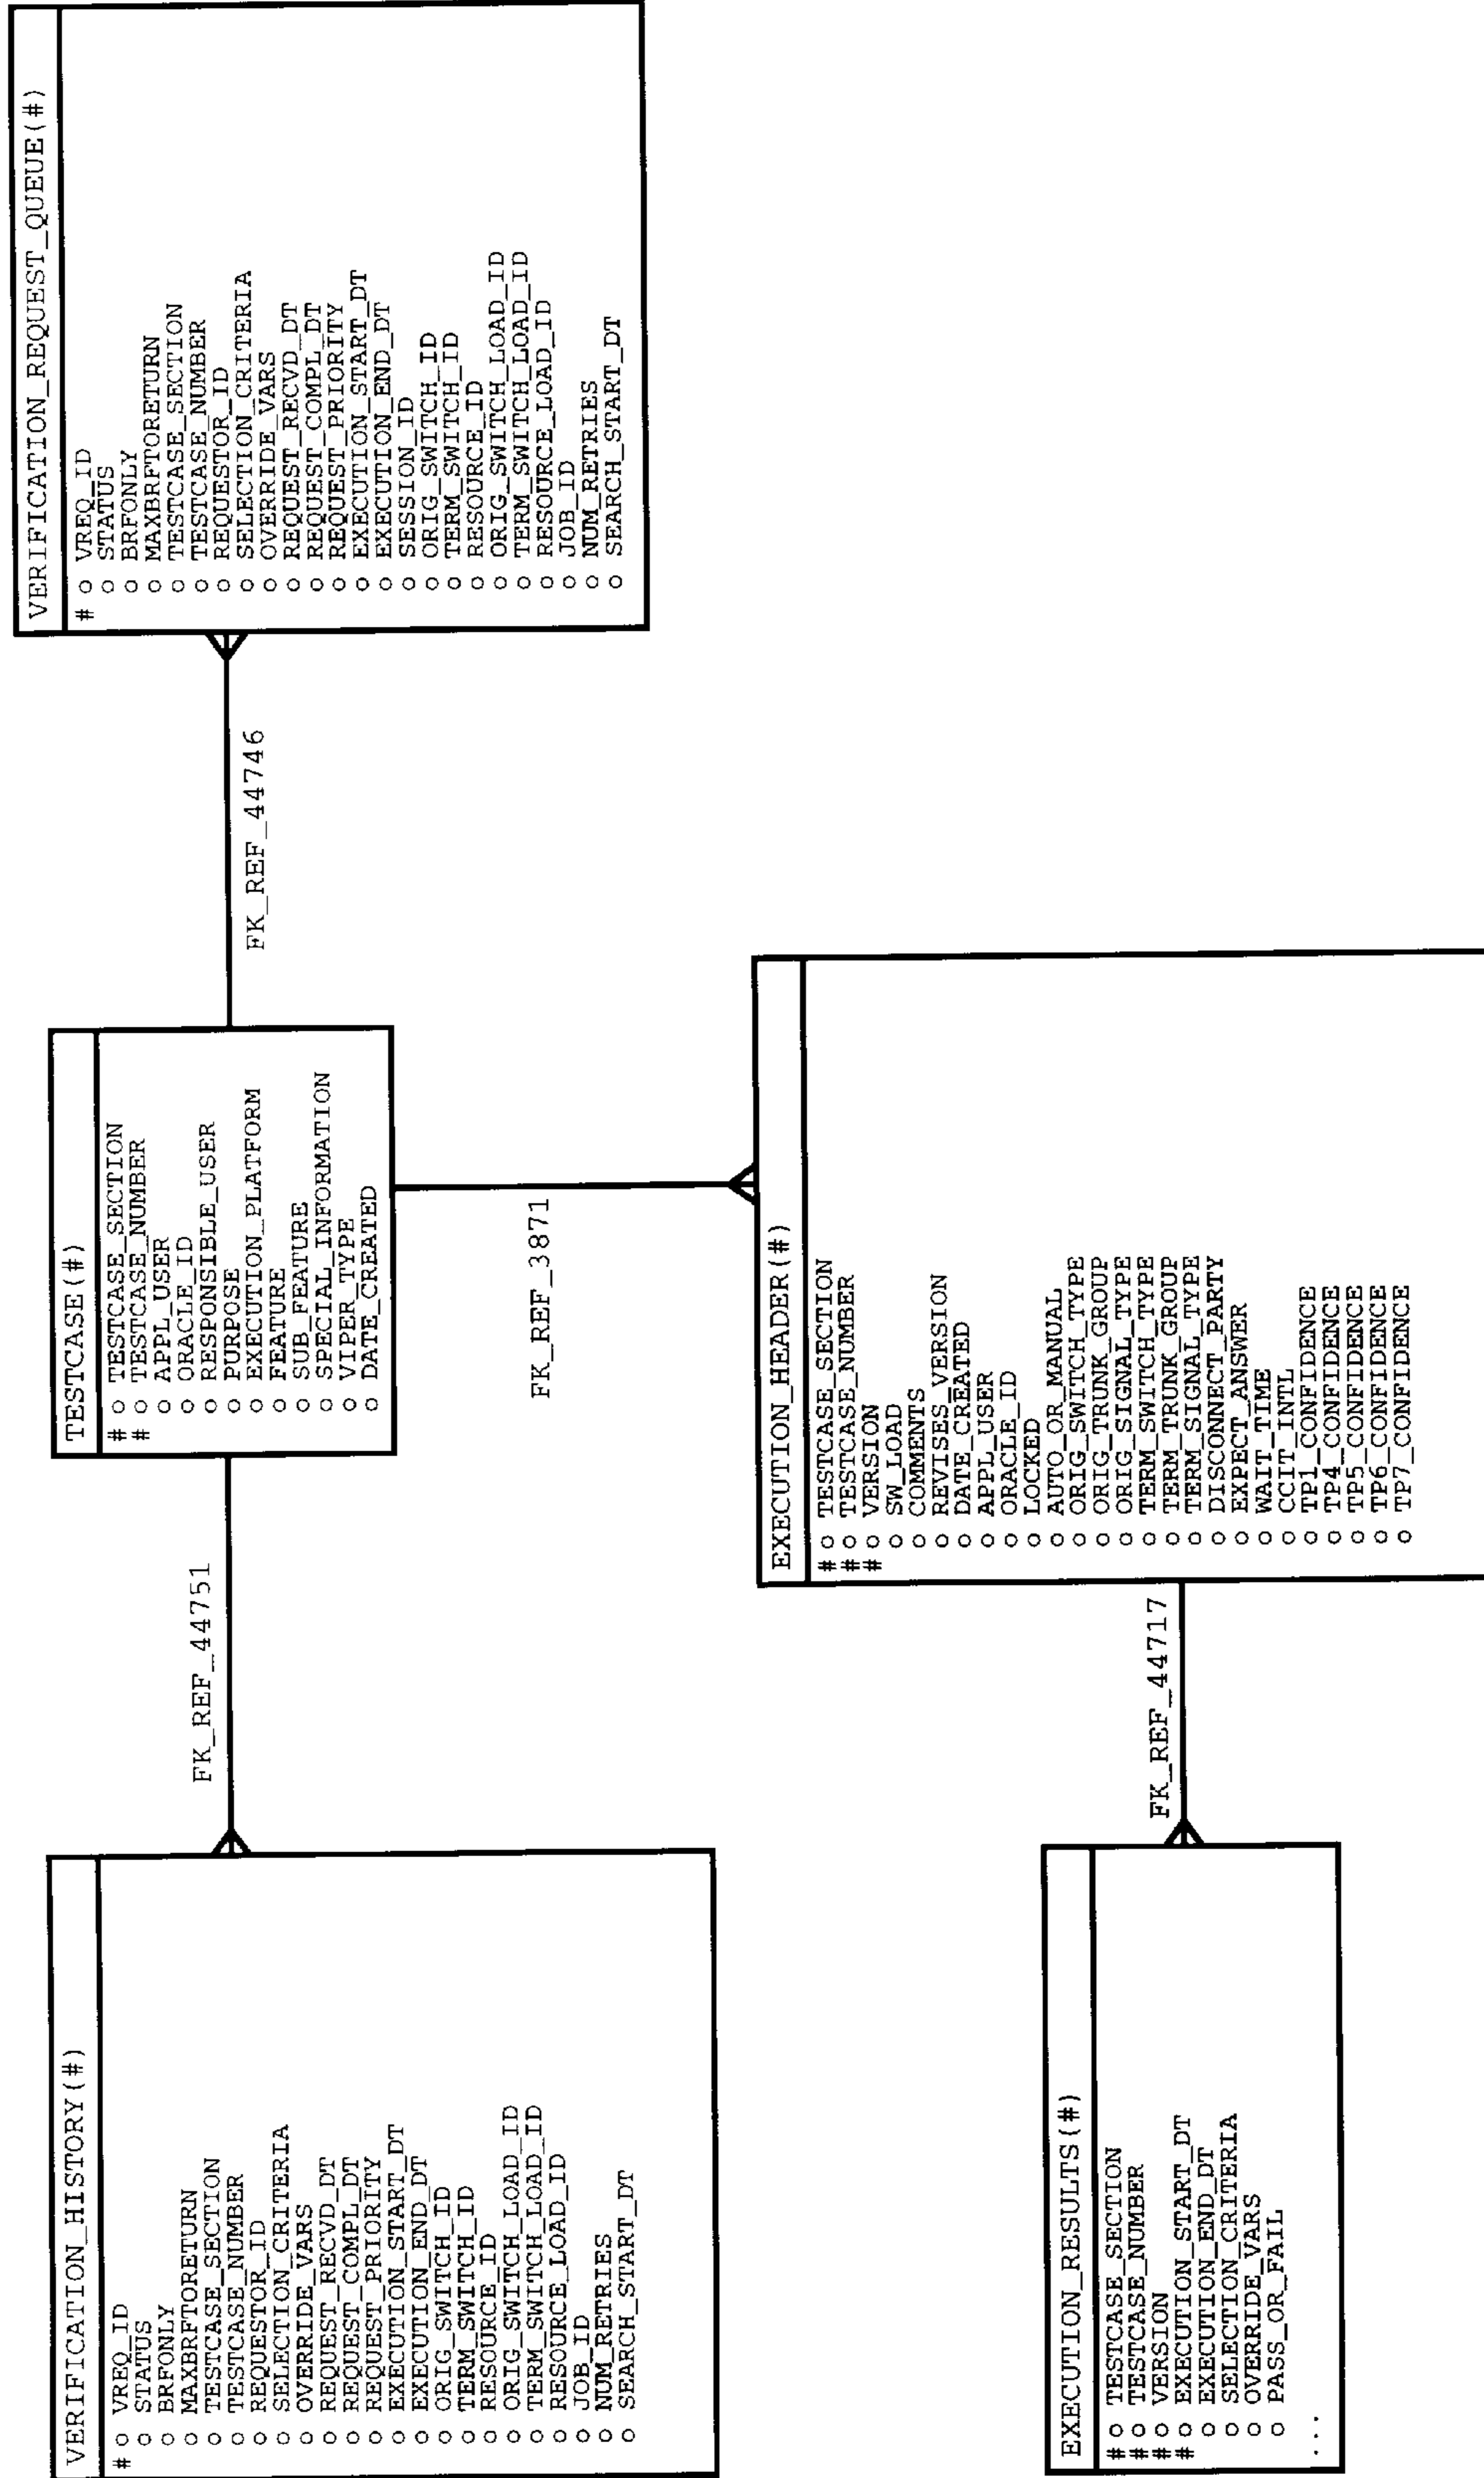 VERIFICATION_HISTORY(#)
# o VREQ_ID
o STATUS
o BRFONLY
o MAXBRFTORETURN
o TESTCASE_SECTION
o TESTCASE_NUMBER
o REQUESTOR_ID
o SELECTION_CRITERIA
o OVERRIDE_VARS
o REQUEST_RECVD_DT
o REQUEST_COMPL_DT
o REQUEST_PRIORITY
o EXECUTION_START_DT
o EXECUTION_END_DT
o ORIG_SWITCH_ID
o TERM_SWITCH_ID
o RESOURCE_ID
o ORIG_SWITCH_LOAD_ID
o TERM_SWITCH_LOAD_ID
o RESOURCE_LOAD_ID
o JOB_ID
o NUM_RETRIES
o SEARCH_START_DT
FK_REF_44751
TESTCASE(#)
# o TESTCASE_SECTION
# o TESTCASE_NUMBER
o APPL_USER
o ORACLE_ID
o RESPONSIBLE_USER
o PURPOSE
o EXECUTION_PLATFORM
o FEATURE
o SUB_FEATURE
o SPECIAL_INFORMATION
o VIPER_TYPE
o DATE_CREATED
FK_REF_44746
VERIFICATION_REQUEST_QUEUE(#)
# o VREQ_ID
o STATUS
o BRFONLY
o MAXBRFTORETURN
o TESTCASE_SECTION
o TESTCASE_NUMBER
o REQUESTOR_ID
o SELECTION_CRITERIA
o OVERRIDE_VARS
o REQUEST_RECVD_DT
o REQUEST_COMPL_DT
o REQUEST_PRIORITY
o EXECUTION_START_DT
o EXECUTION_END_DT
o SESSION_ID
o ORIG_SWITCH_ID
o TERM_SWITCH_ID
o RESOURCE_ID
o ORIG_SWITCH_LOAD_ID
o TERM_SWITCH_LOAD_ID
o RESOURCE_LOAD_ID
o JOB_ID
o NUM_RETRIES
o SEARCH_START_DT
FK_REF_3871
EXECUTION_RESULTS(#)
# o TESTCASE_SECTION
# o TESTCASE_NUMBER
# o VERSION
# o EXECUTION_START_DT
o EXECUTION_END_DT
o SELECTION_CRITERIA
o OVERRIDE_VARS
o PASS_OR_FAIL
...
FK_REF_44717
EXECUTION_HEADER(#)
# o TESTCASE_SECTION
# o TESTCASE_NUMBER
# o VERSION
o SW_LOAD
o COMMENTS
o REVISES_VERSION
o DATE_CREATED
o APPL_USER
o ORACLE_ID
o LOCKED
o AUTO_OR_MANUAL
o ORIG_SWITCH_TYPE
o ORIG_TRUNK_GROUP
o ORIG_SIGNAL_TYPE
o TERM_SWITCH_TYPE
o TERM_TRUNK_GROUP
o TERM_SIGNAL_TYPE
o DISCONNECT_PARTY
o EXPECT_ANSWER
o WAIT_TIME
o CCIT_INTL
o TP1_CONFIDENCE
o TP4_CONFIDENCE
o TP5_CONFIDENCE
o TP6_CONFIDENCE
o TP7_CONFIDENCE